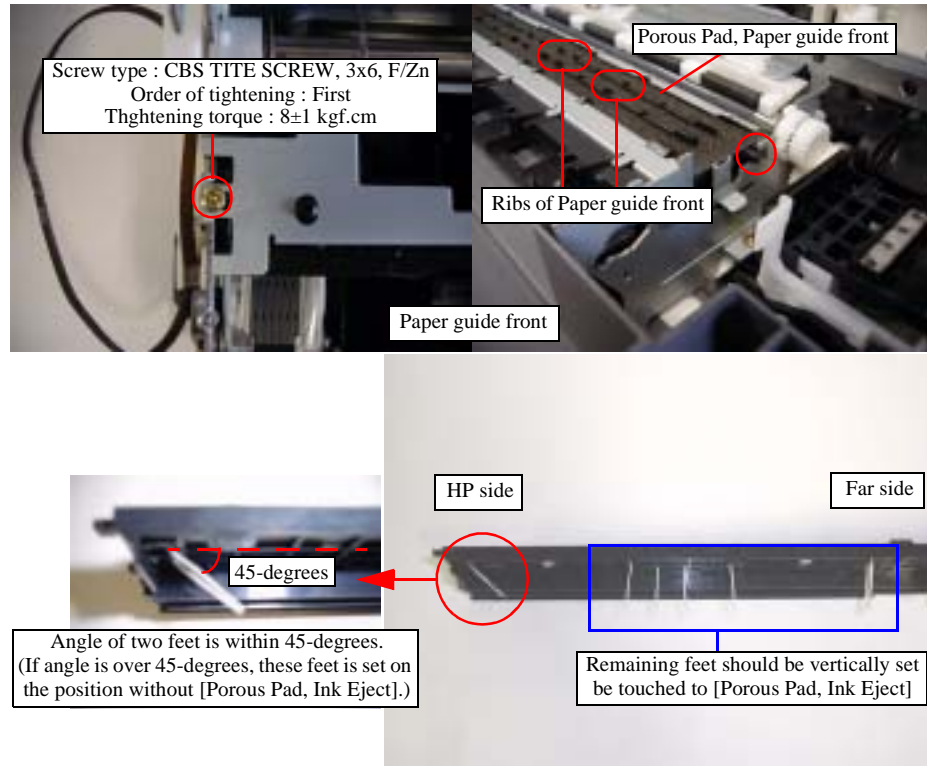 Screw type : CBS TITE SCREW, 3x6, F/Zn
Order of tightening : First
Thghtening torque : 8±1 kgf.cm
Porous Pad, Paper guide front
Ribs of Paper guide front
Paper guide front
HP side
Far side
45-degrees
Angle of two feet is within 45-degrees.
(If angle is over 45-degrees, these feet is set on
the position without [Porous Pad, Ink Eject].)
Remaining feet should be vertically set
be touched to [Porous Pad, Ink Eject]